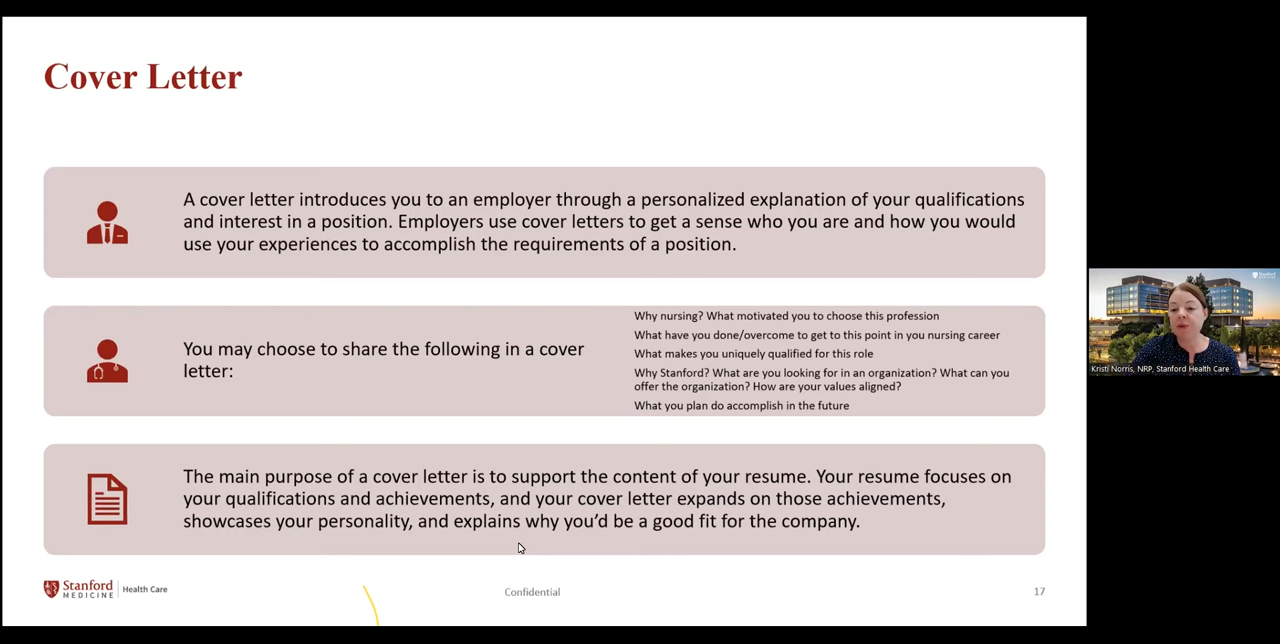 Cover Letter
A cover letter introduces you to an employer through a personalized explanation of your qualifications
and interest in a position. Employers use cover letters to get a sense who you are and how you would
use your experiences to accomplish the requirements of a position.
You may choose to share the following in a cover
letter:
Why nursing? What motivated you to choose this profession
What have you done/overcome to get to this point in you nursing career
What makes you uniquely qualified for this role
Why Stanford? What are you looking for in an organization? What can you
offer the organization? How are your values aligned?
What you plan do accomplish in the future
The main purpose of a cover letter is to support the content of your resume. Your resume focuses on
your qualifications and achievements, and your cover letter expands on those achievements,
showcases your personality, and explains why you’d be a good fit for the company.
Stanford
MEDICINE
Health Care
Confidential
17
Stanford
Kristi Norris, NRP, Stanford Health Care